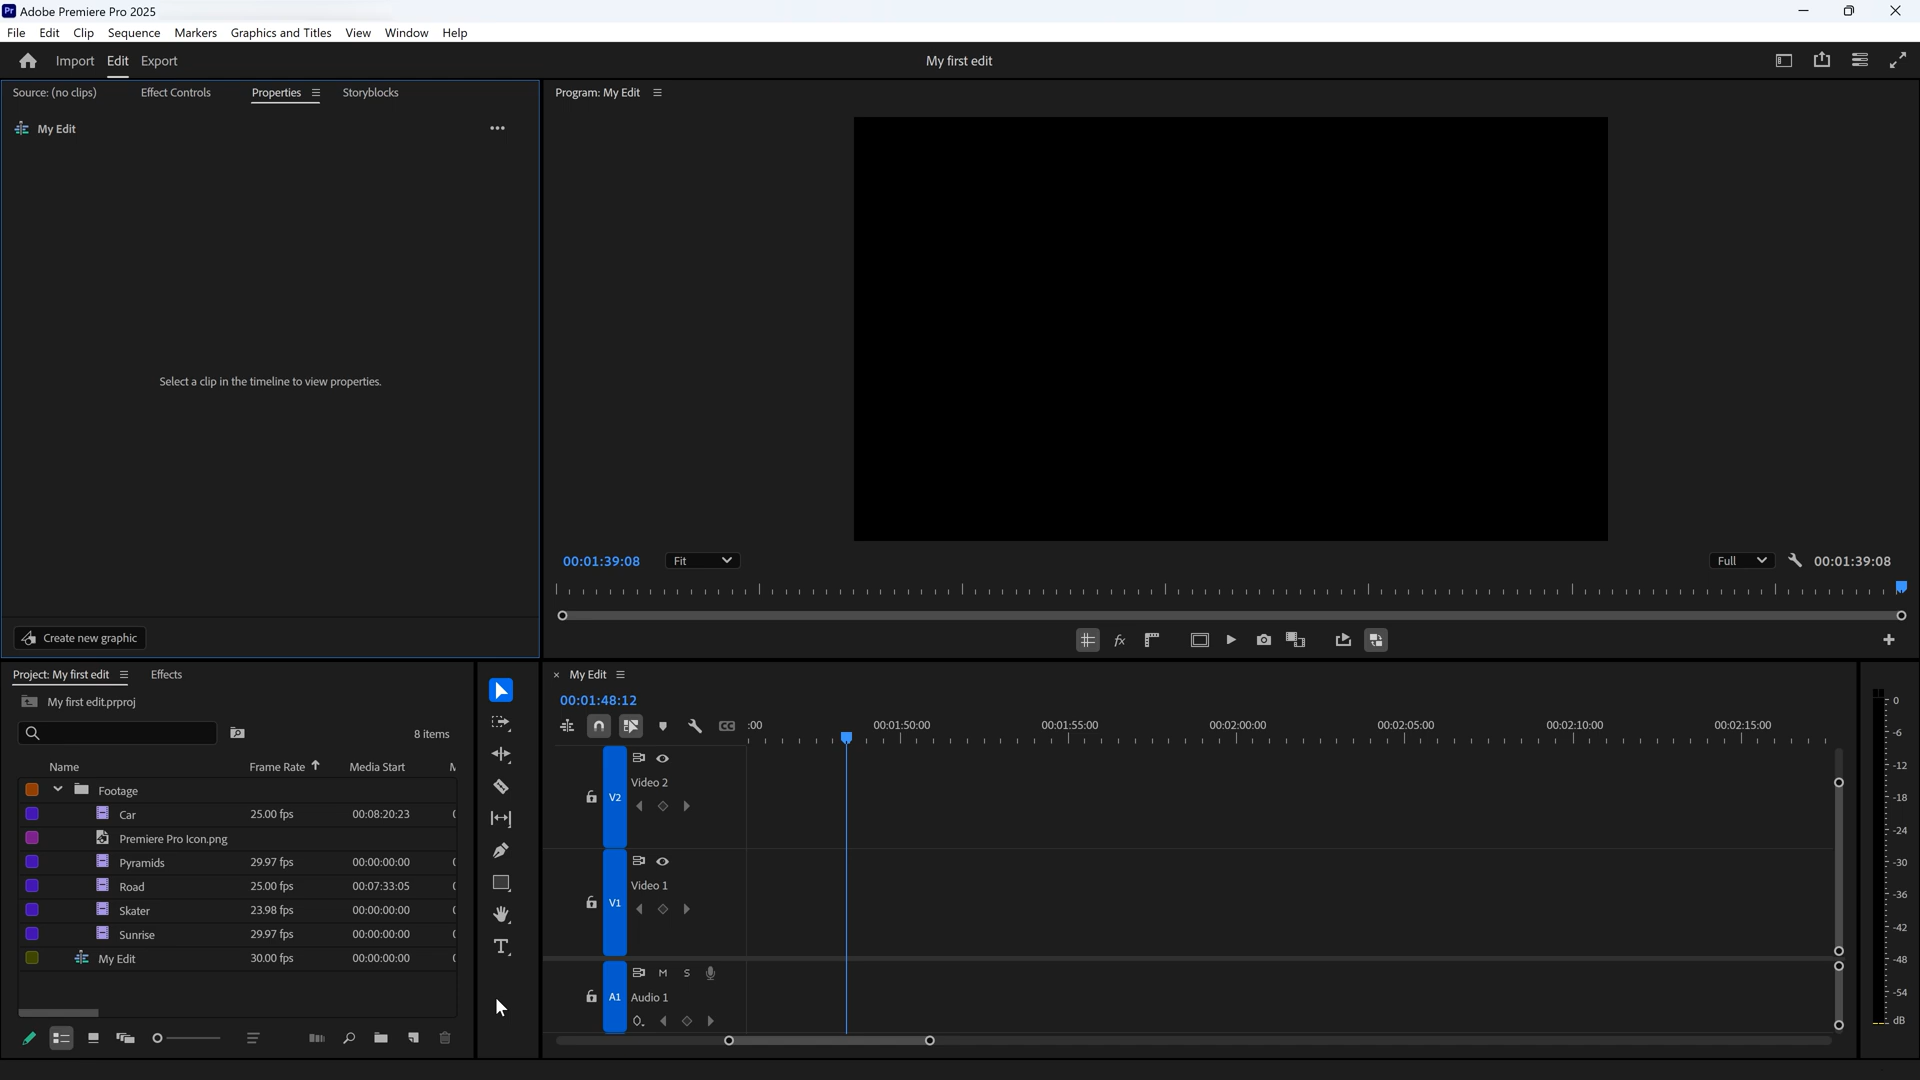 Pr Adobe Premiere Pro 2025
File Edit Clip Sequence Markers Graphics and Titles View Window Help
Import Edit Export
My first edit
Source: (no clips) Effect Controls Properties Storyblocks
My Edit
Select a clip in the timeline to view properties.
Create new graphic
Program: My Edit
00:01:39:08 Fit
Full 00:01:39:08
fx
Project: My first edit Effects
My first edit.prproj
8 items
Name Frame Rate Media Start
Footage
Car 25.00 fps 00:08:20:23
Premiere Pro Icon.png
Pyramids 29.97 fps 00:00:00:00
Road 25.00 fps 00:07:33:05
Skater 23.98 fps 00:00:00:00
Sunrise 29.97 fps 00:00:00:00
My Edit 30.00 fps 00:00:00:00
T
× My Edit
00:01:48:12
CC
:00 00:01:50:00 00:01:55:00 00:02:00:00 00:02:05:00 00:02:10:00 00:02:15:00
V2 Video 2
V1 Video 1
M S
A1 Audio 1
0
-6
-12
-18
-24
-30
-36
-42
-48
-54
dB